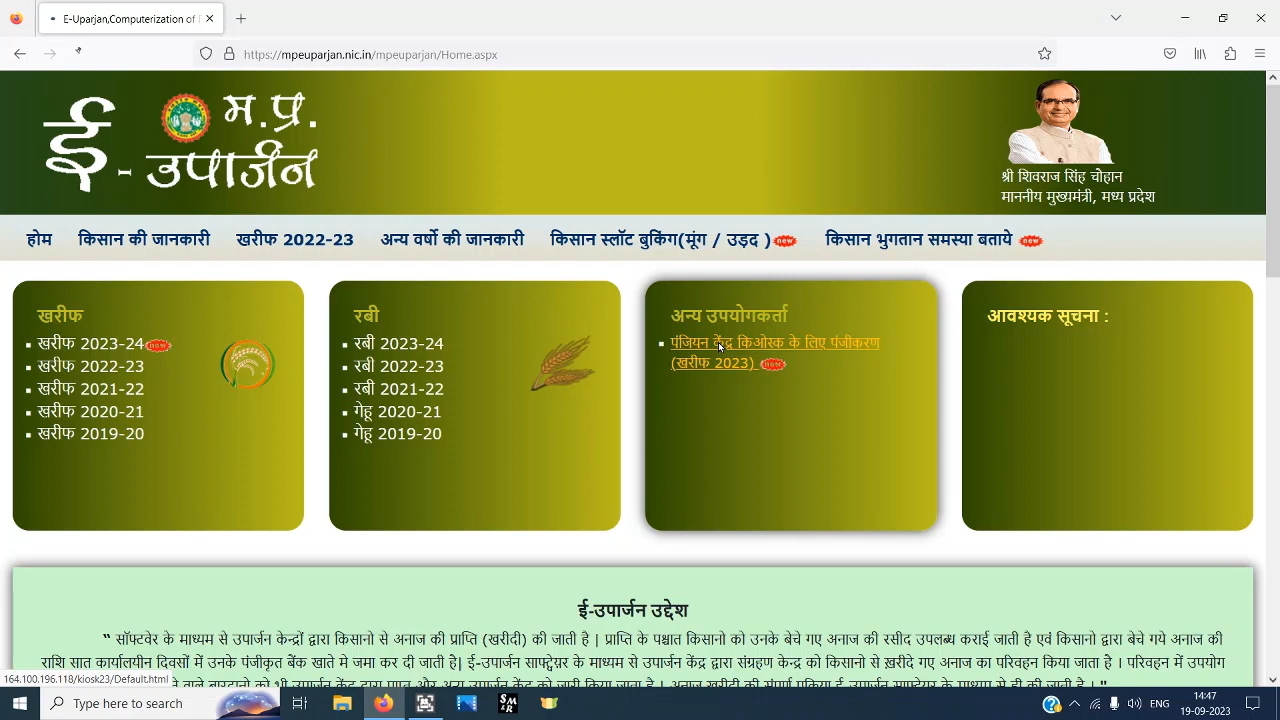 E-Uparjan,Computerization of
https://mpeuparjan.nic.in/mpeuparjan/Home.aspx
ई-उपार्जन म.प्र.
श्री शिवराज सिंह चौहान
माननीय मुख्यमंत्री, मध्य प्रदेश
होम किसान की जानकारी खरीफ 2022-23 अन्य वर्षो की जानकारी किसान स्लॉट बुकिंग(मूंग / उड़द ) new किसान भुगतान समस्या बताये new
खरीफ
खरीफ 2023-24 new
खरीफ 2022-23
खरीफ 2021-22
खरीफ 2020-21
खरीफ 2019-20
रबी
रबी 2023-24
रबी 2022-23
रबी 2021-22
गेहू 2020-21
गेहू 2019-20
अन्य उपयोगकर्ता
पंजियन केंद्र किओस्क के लिए पंजीकरण
(खरीफ 2023) new
आवश्यक सूचना :
ई-उपार्जन उद्देश
“ सॉफ्टवेर के माध्यम से उपार्जन केन्द्रों द्वारा किसानो से अनाज की प्राप्ति (खरीदी) की जाती है | प्राप्ति के पश्चात किसानो को उनके बेचे गए अनाज की रसीद उपलब्ध कराई जाती है एवं किसानो द्वारा बेचे गये अनाज की
राशि सात कार्यालयीन दिवसों में उनके पंजीकृत बैंक खाते मे जमा कर दी जाती है| ई-उपार्जन साफ्टेय़र के माध्यम से उपार्जन केंद्र द्वारा संग्रहण केन्द्र को किसानो से ख़रीदे गए अनाज का परिवहन किया जाता है । परिवहन में उपयोग
164.100.196.118/kiosk23/Default.html
Type here to search
ENG
14:47
19-09-2023